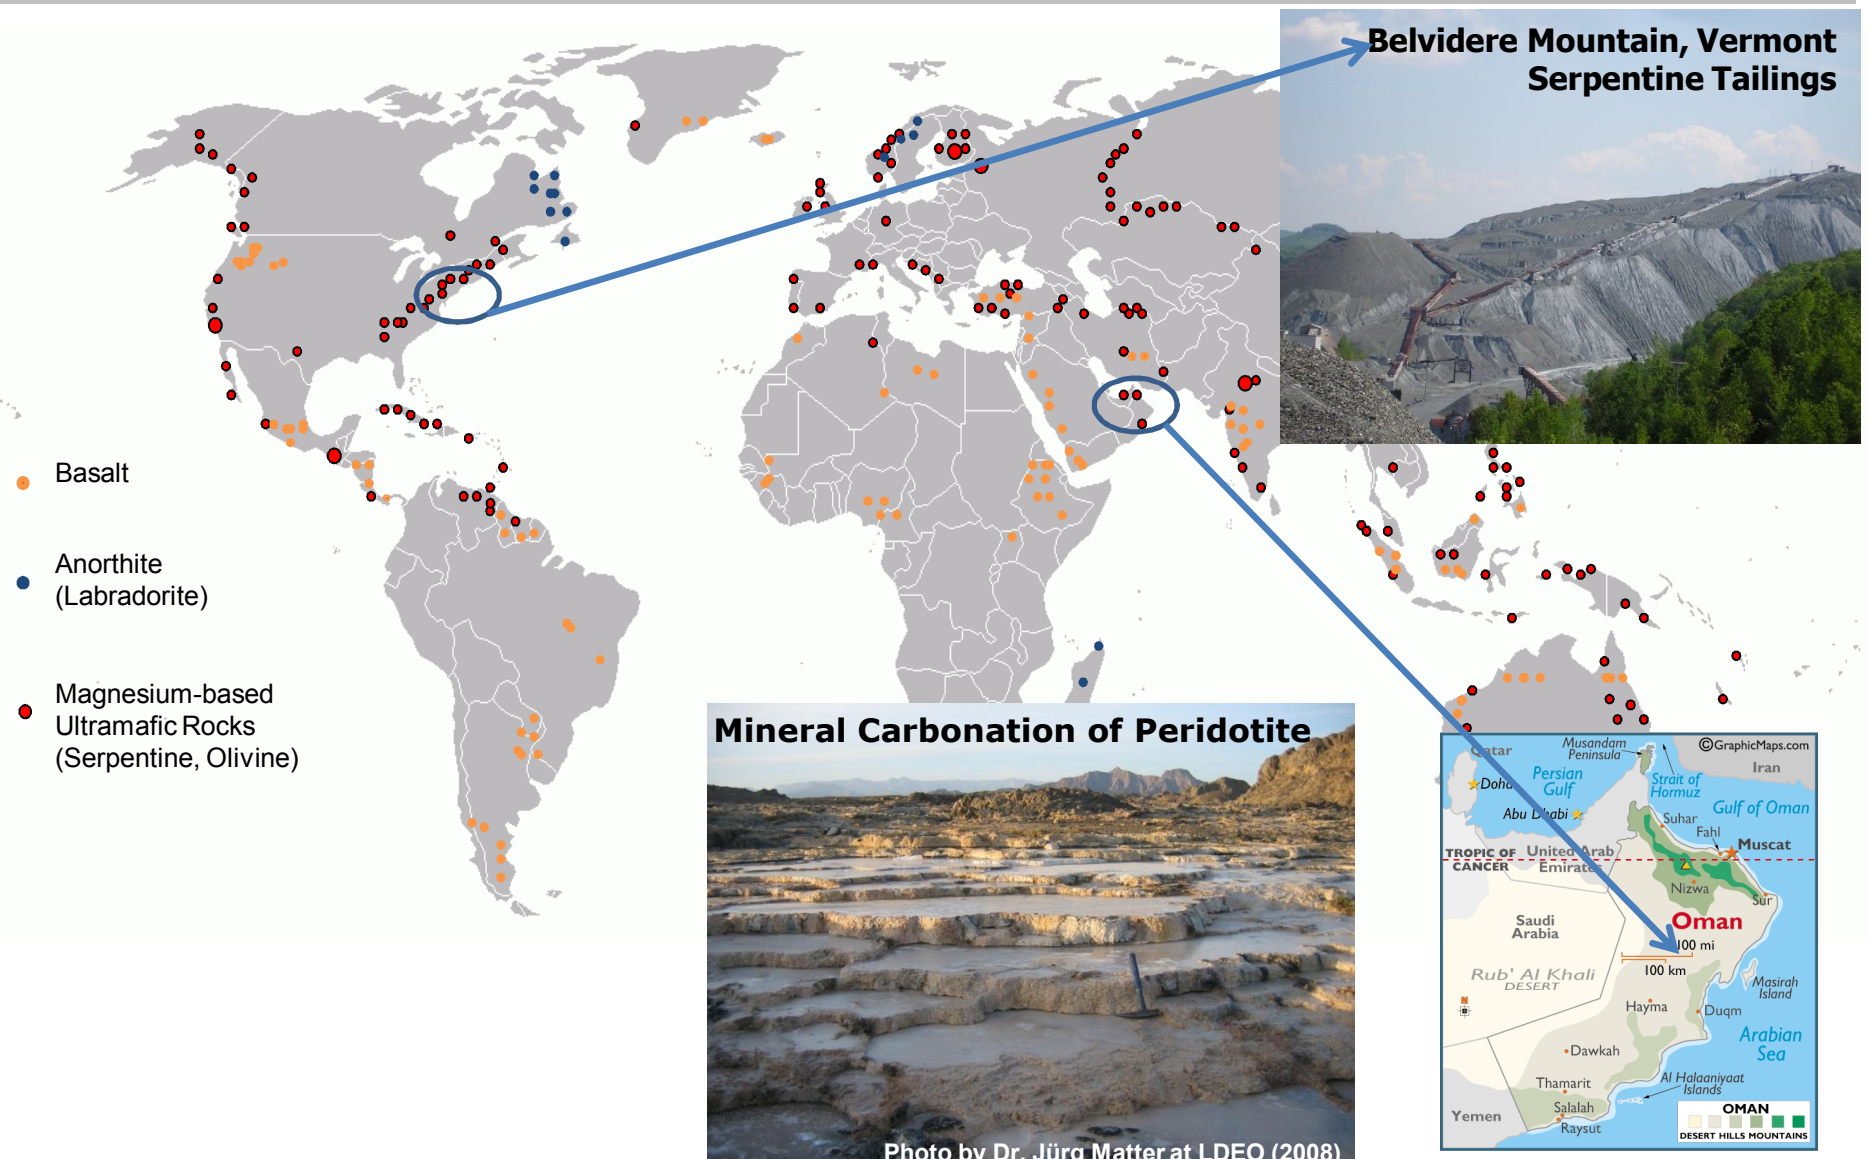 Belvidere Mountain, Vermont
Serpentine Tailings
Basalt
Anorthite
(Labradorite)
Magnesium-based
Ultramafic Rocks
(Serpentine, Olivine)
Mineral Carbonation of Peridotite
Photo by Dr. Jürg Matter at LDEO (2008)
©GraphicMaps.com
Musandam
Peninsula
Qatar
Iran
Persian
Gulf
Strait of
Hormuz
Doha
Gulf of Oman
Abu Dhabi
Suhar
Fahl
Muscat
TROPIC OF
CANCER
United Arab
Emirates
Nizwa
Sur
Saudi
Arabia
Oman
100 mi
100 km
Rub' Al Khali
DESERT
Masirah
Island
N
Hayma
Duqm
Arabian
Sea
Dawkah
Thamarit
Al Halaaniyaat
Islands
Salalah
Yemen
Raysut
OMAN
DESERT HILLS MOUNTAINS